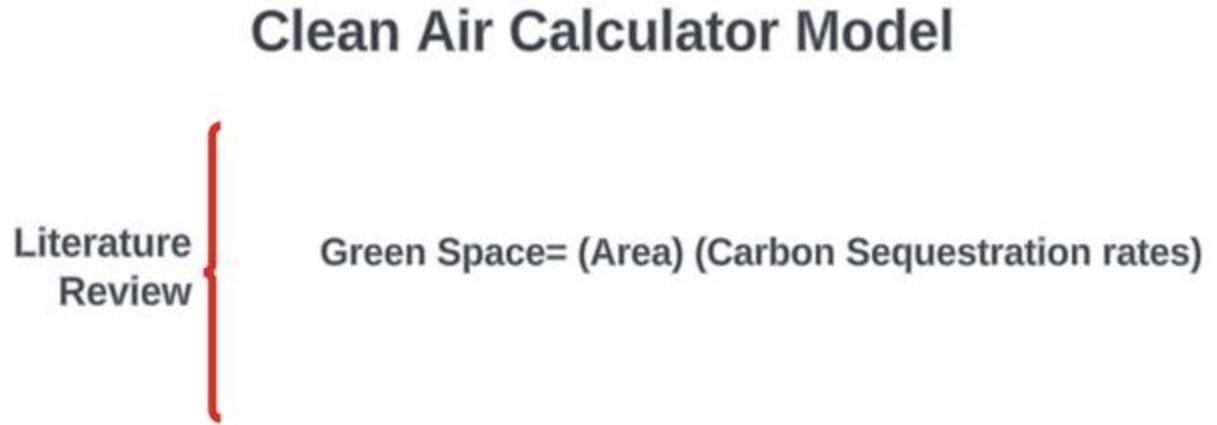 Clean Air Calculator Model
Literature
Review
Green Space= (Area) (Carbon Sequestration rates)